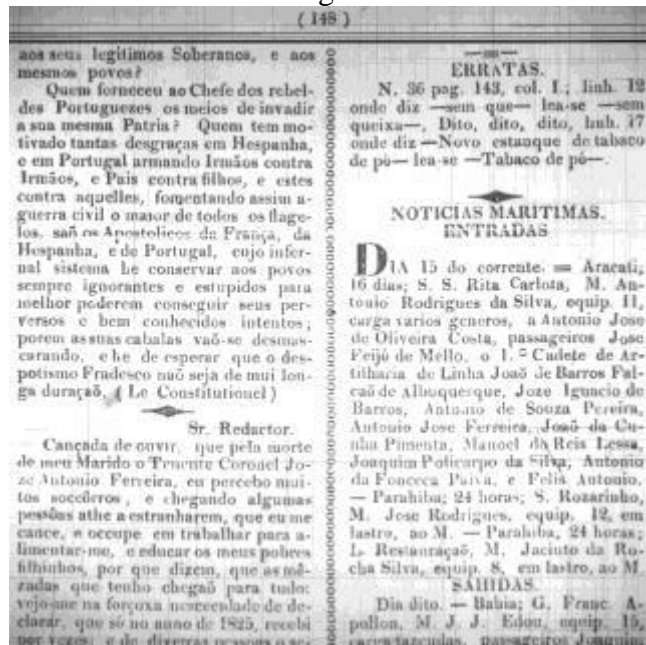 ( 148 )
aos seus legitimos Soberanos, e aos
mesmos povos?
Quem forneceu ao Chefe dos rebel-
des Portuguezes os meios de invadir
a sua mesma Patria? Quem tem mo-
tivado tantas desgraças em Hespanha,
e em Portugal armando Irmãos contra
Irmãos, e Pais contra filhos, e estes
contra aquelles, fomentando assim a-
guerra civil o maior de todos os flage-
los, saõ os Apostolicos da França, da
Hespanha, e de Portugal, cujo infer-
nal sistema he conservar aos povos
sempre ignorantes e estupidos para
melhor poderem conseguir seus per-
versos e bem conhecidos intentos;
porem as suas cabalas vaõ-se desmas-
carando, e he de esperar que o des-
potismo Fradesco naõ seja de mui lon-
ga duraçaõ. ( Le Constitutionel )
Sr. Redactor.
Cançada de ouvir, que pela morte
de meu Marido o Tenente Coronel Jo-
ze Antonio Ferreira, eu percebo mui-
tos soccórros, e chegando algumas
pessôas athe a estranharem, que eu me
cance, e occupe em trabalhar para a-
limentar-me, e educar os meus pobres
filhinhos, por que dizem, que as mé-
zadas que tenho chegaõ para tudo:
vejo-me na forçoza necessidade de de-
clarar, que só no anno de 1825, recebi
por vezes, e de diversas pessoas o se-
ERRATAS.
N. 36 pag. 143, col. I.; linh. 12
onde diz —sem que— lea-se —sem
queixa—, Dito, dito, dito, linh. 17
onde diz —Novo estanque de tabaco
de pó— lea-se —Tabaco de pó—.
NOTICIAS MARITIMAS.
ENTRADAS
DIA 15 do corrente. — Aracati,
16 dias; S. S. Rita Carlota, M. An-
tonio Rodrigues da Silva, equip. 11,
carga varios generos, a Antonio Jose
de Oliveira Costa, passageiros Jose
Feijó de Mello, o 1.º Cadete de Ar-
tilharia de Linha Joaõ de Barros Fal-
caõ de Albuquerque, Joze Ignacio de
Barros, Antonio de Souza Pereira,
Antonio Jose Ferreira, Joaõ da Cu-
nha Pimenta, Manoel da Reis Lessa,
Joaquim Policarpo da Silva, Antonio
da Fonceca Paiva, e Felis Antonio.
— Parahiba; 24 horas; S. Rozarinho,
M. Jose Rodrigues, equip. 12, em
lastro, ao M. — Parahiba, 24 horas;
L. Restauraçaõ, M. Jacinto da Ro-
cha Silva, equip. 8, em lastro, ao M
SAHIDAS.
Dia dito. — Bahia; G. Franc. A-
pollon, M. J. J. Edou, equip. 15,
carga fazendas, passageiros Joaquim